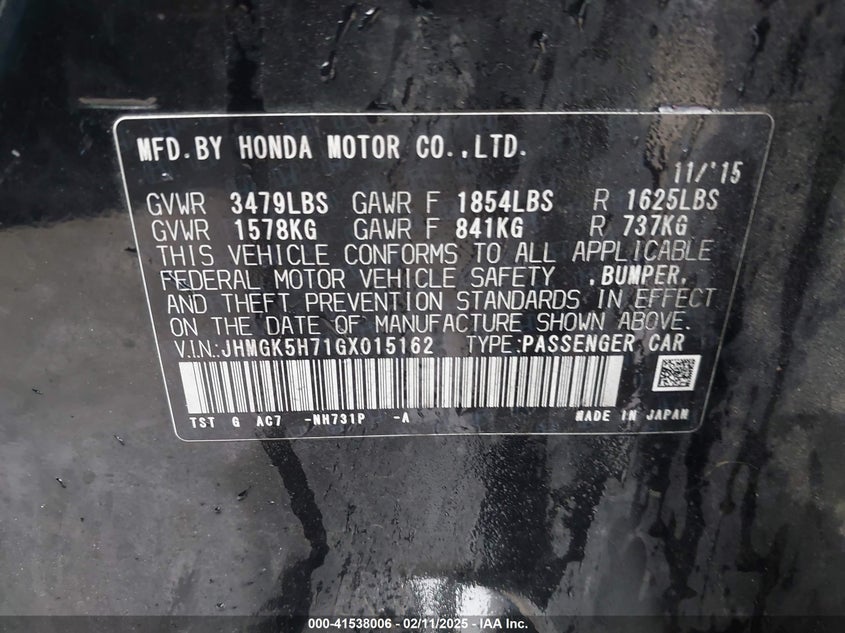 MFD.BY HONDA MOTOR CO.,LTD.
11/'15
GVWR 3479LBS GAWR F 1854LBS R 1625LBS
GVWR 1578KG GAWR F 841KG R 737KG
THIS VEHICLE CONFORMS TO ALL APPLICABLE
FEDERAL MOTOR VEHICLE SAFETY ,BUMPER,
AND THEFT PREVENTION STANDARDS IN EFFECT
ON THE DATE OF MANUFACTURE SHOWN ABOVE.
V.I.N.:JHMGK5H71GX015162 TYPE:PASSENGER CAR
TST G AC7 -NH731P -A MADE IN JAPAN
000-41538006 - 02/11/2025 - IAA Inc.